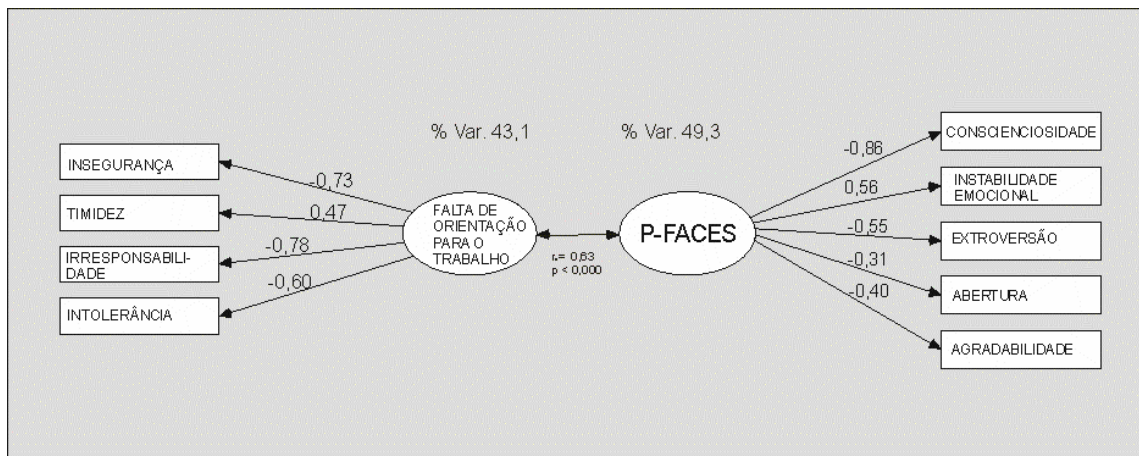 % Var. 43,1
% Var. 49,3
INSEGURANÇA
TIMIDEZ
IRRESPONSABILI-
DADE
INTOLERÂNCIA
-0,73
0,47
-0,78
-0,60
FALTA DE
ORIENTAÇÃO
PARA O
TRABALHO
r= 0,63
p < 0,000
P-FACES
-0,86
0,56
-0,55
-0,31
-0,40
CONSCIENCIOSIDADE
INSTABILIDADE
EMOCIONAL
EXTROVERSÃO
ABERTURA
AGRADABILIDADE